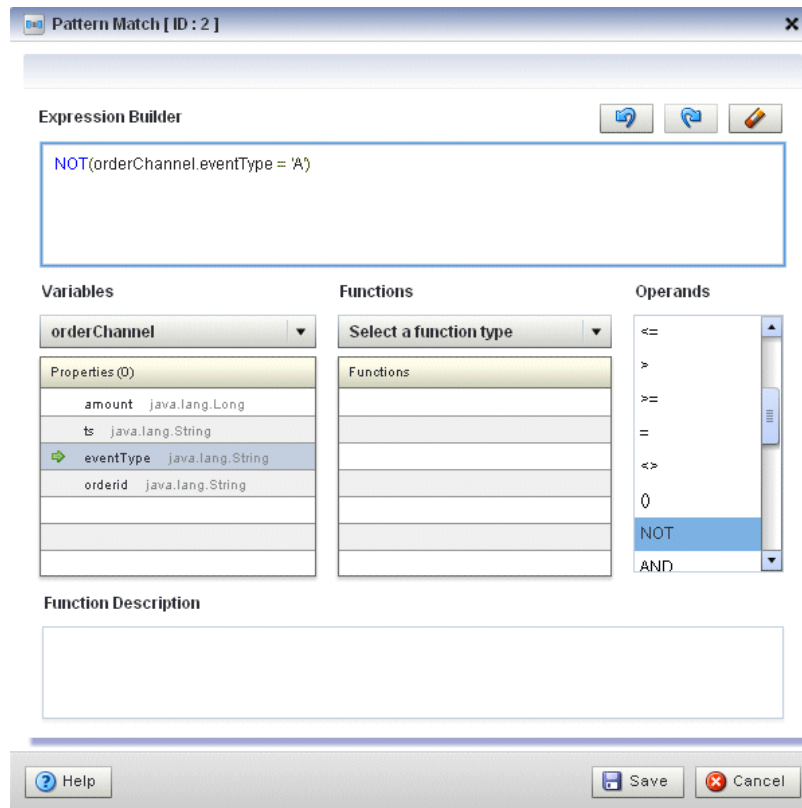 Pattern Match [ ID : 2 ]
Expression Builder
NOT(orderChannel.eventType = 'A')
Variables
Functions
Operands
orderChannel
Select a function type
Properties (0)
Functions
amount java.lang.Long
ts java.lang.String
eventType java.lang.String
orderid java.lang.String
<=
>
>=
=
<>
()
NOT
AND
Function Description
Help
Save
Cancel